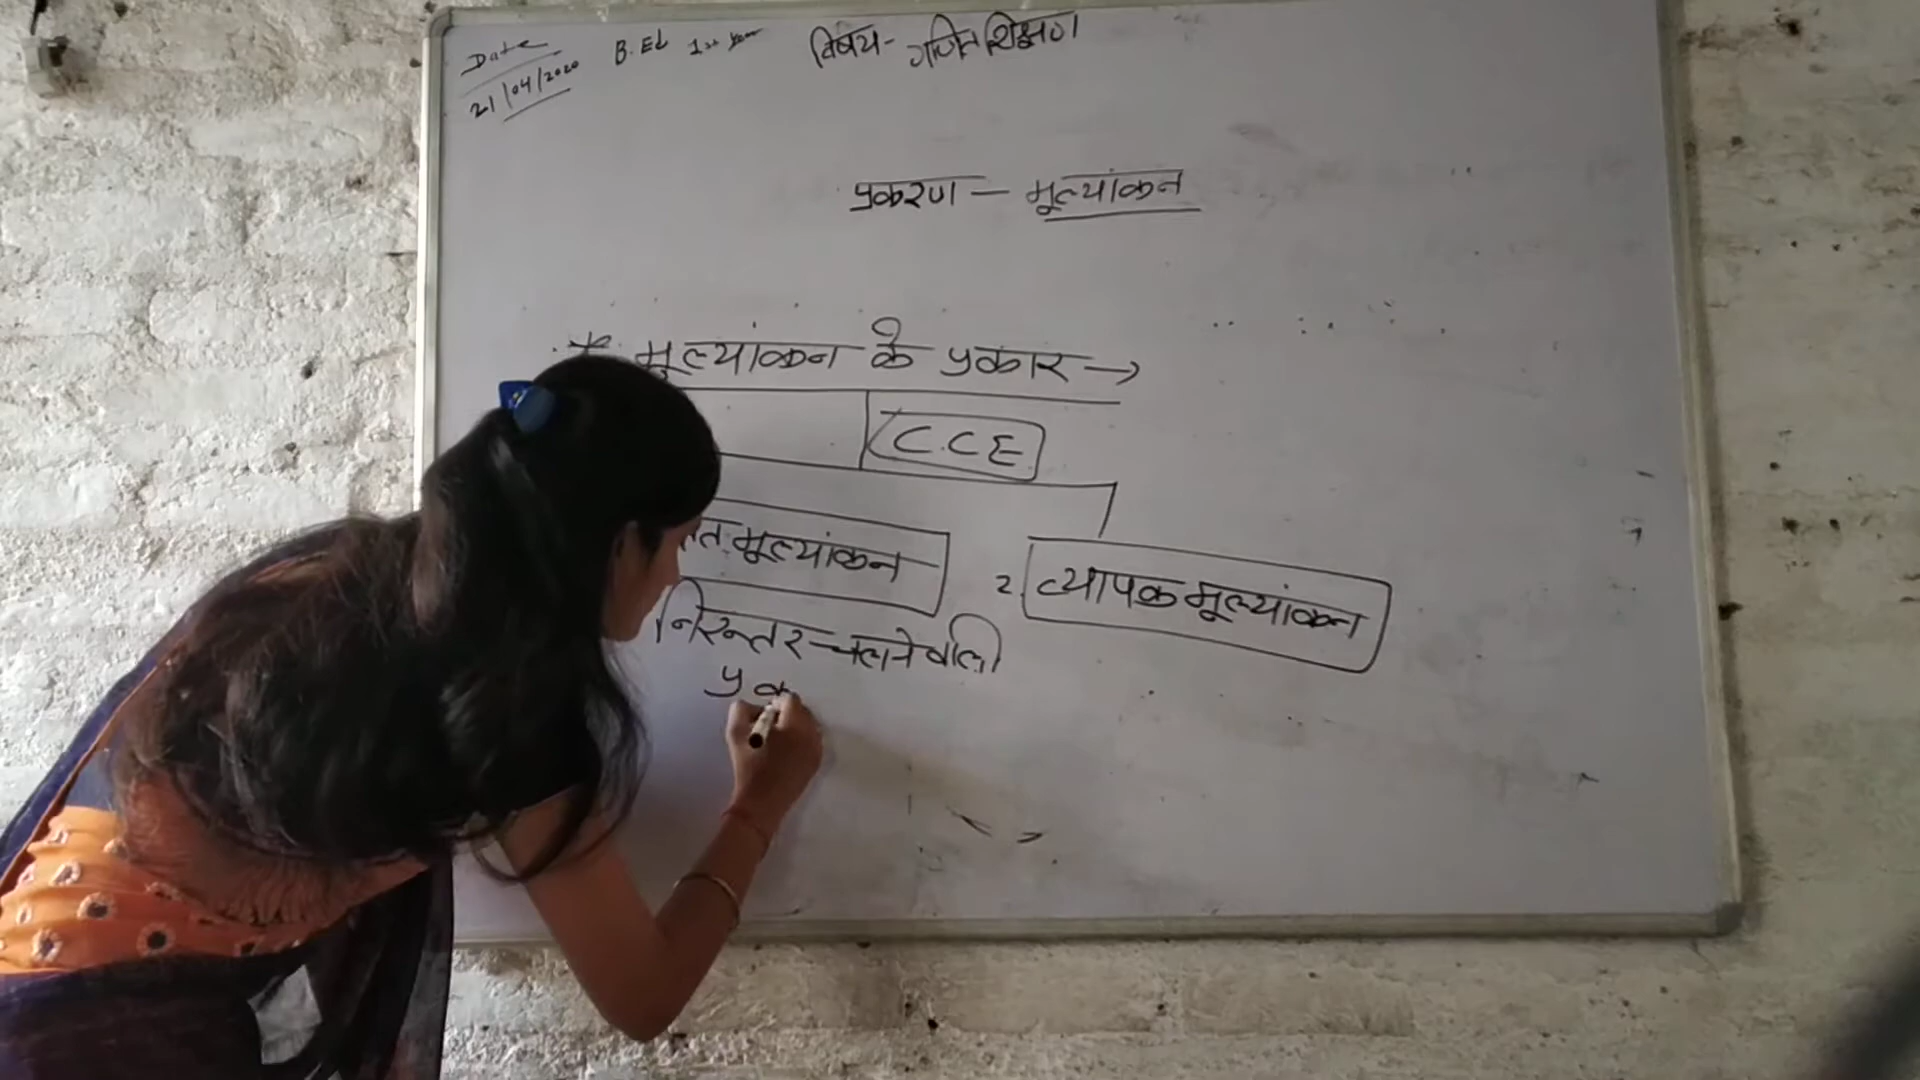 Date
21/04/2020
B.Ed 1st year
विषय- गणित शिक्षण
प्रकरण — मूल्यांकन
* मूल्यांकन के प्रकार →
C.C.E
मूल्यांकन
2. व्यापक मूल्यांकन
निरन्तर चलने वाली